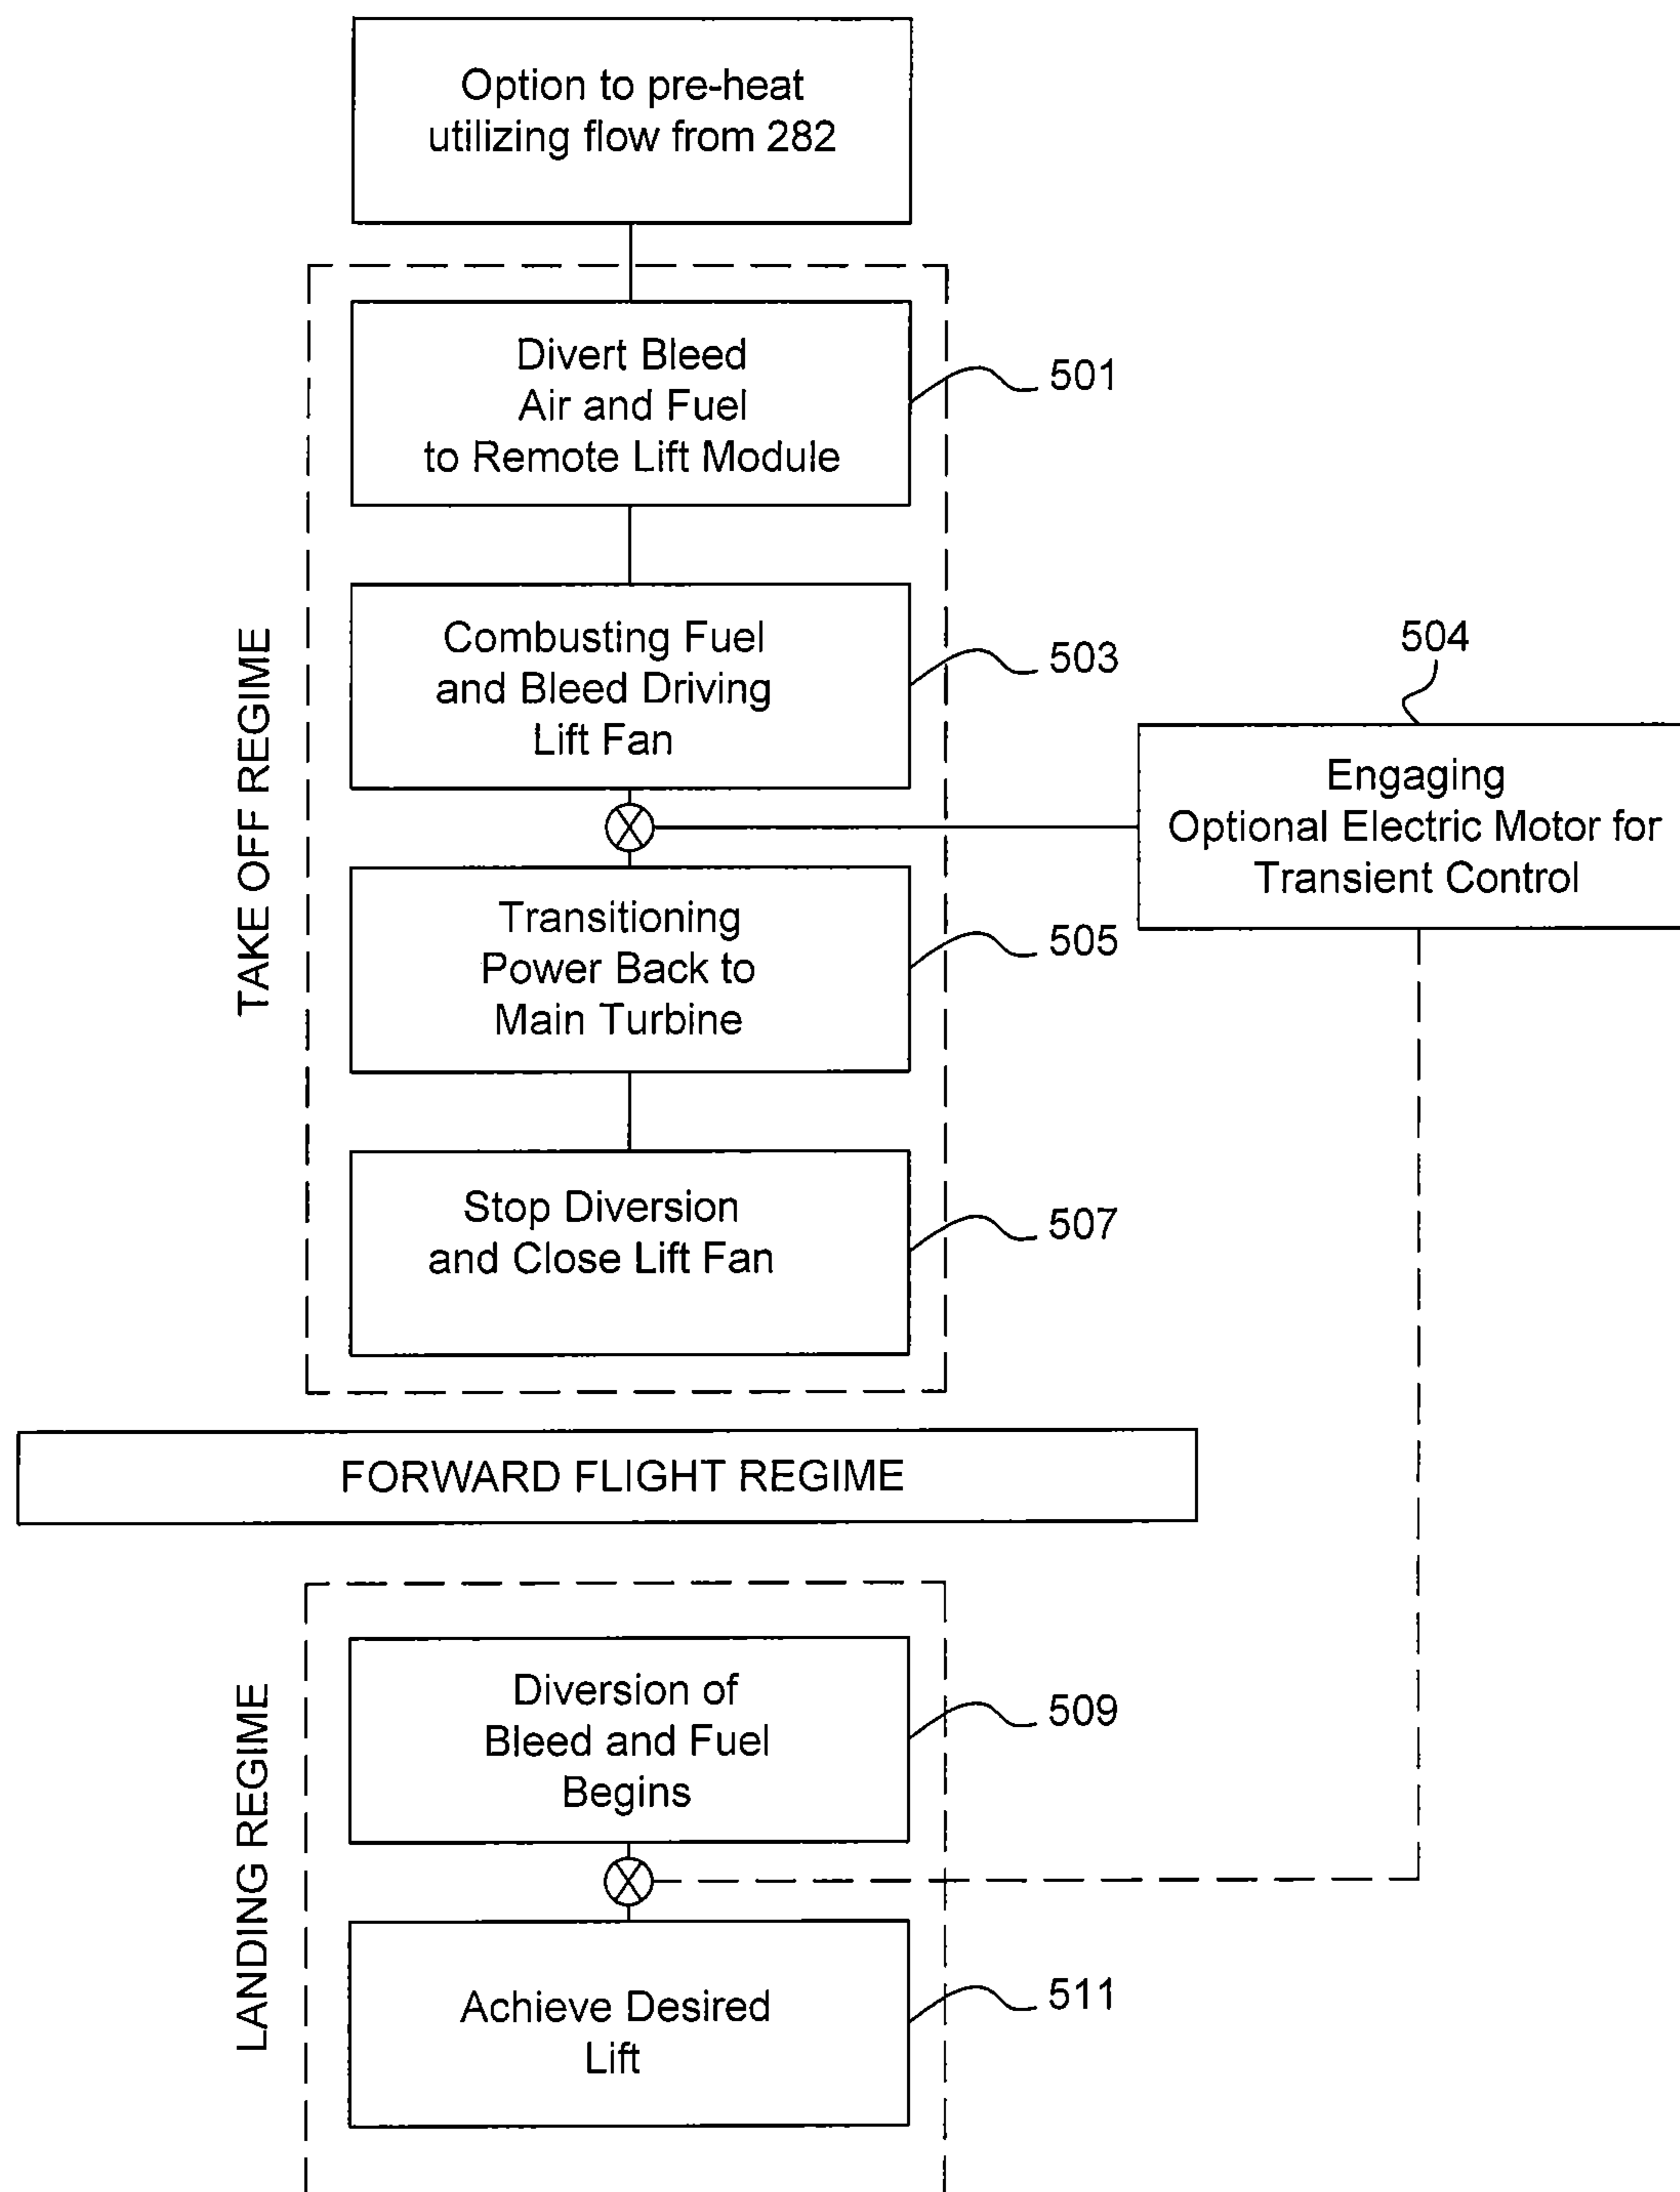 Option to pre-heat
utilizing flow from 282
Divert Bleed
Air and Fuel
to Remote Lift Module
501
TAKE OFF REGIME
Combusting Fuel
and Bleed Driving
Lift Fan
503
504
Engaging
Optional Electric Motor for
Transient Control
Transitioning
Power Back to
Main Turbine
505
Stop Diversion
and Close Lift Fan
507
FORWARD FLIGHT REGIME
LANDING REGIME
Diversion of
Bleed and Fuel
Begins
509
Achieve Desired
Lift
511